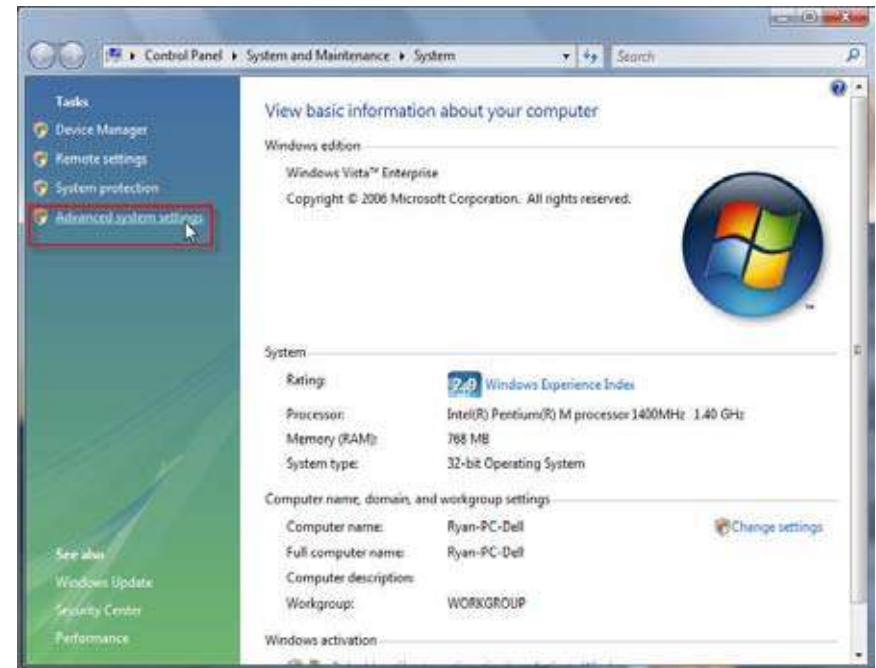 Control Panel System and Maintenance System
Search
Tasks
Device Manager
Remote settings
System protection
Advanced system settings
See also
Windows Update
Security Center
Performance
View basic information about your computer
Windows edition
Windows Vista™ Enterprise
Copyright © 2006 Microsoft Corporation. All rights reserved.
™
System
Rating: 2.9 Windows Experience Index
Processor: Intel(R) Pentium(R) M processor 1400MHz 1.40 GHz
Memory (RAM): 768 MB
System type: 32-bit Operating System
Computer name, domain, and workgroup settings
Computer name: Ryan-PC-Dell Change settings
Full computer name: Ryan-PC-Dell
Computer description:
Workgroup: WORKGROUP
Windows activation